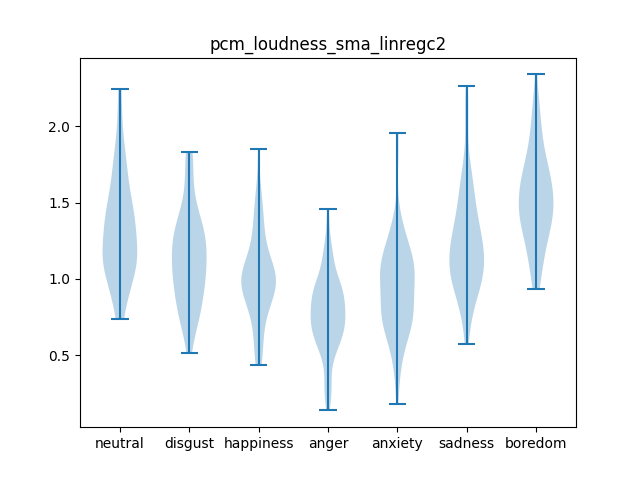 pcm_loudness_sma_linregc2
2.0
1.5
1.0
0.5
neutral disgust happiness anger anxiety sadness boredom